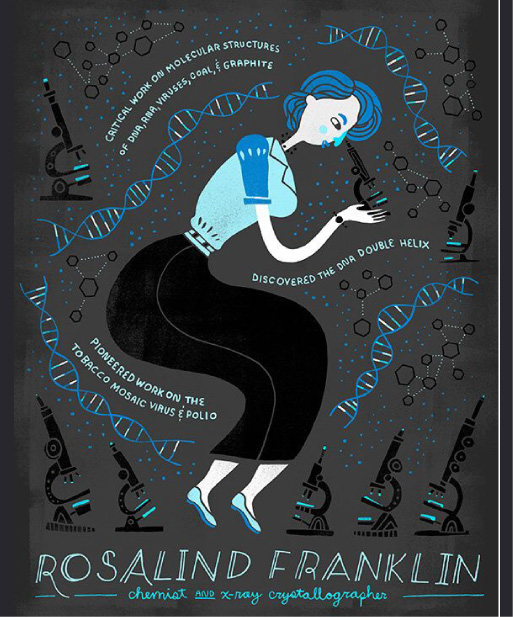 CRITICAL WORK ON MOLECULAR STRUCTURES
OF DNA, RNA, VIRUSES, COAL, & GRAPHITE
DISCOVERED THE DNA DOUBLE HELIX
PIONEERED WORK ON THE
TOBACCO MOSAIC VIRUS & POLIO
ROSALIND FRANKLIN
chemist AND x-ray crystallographer